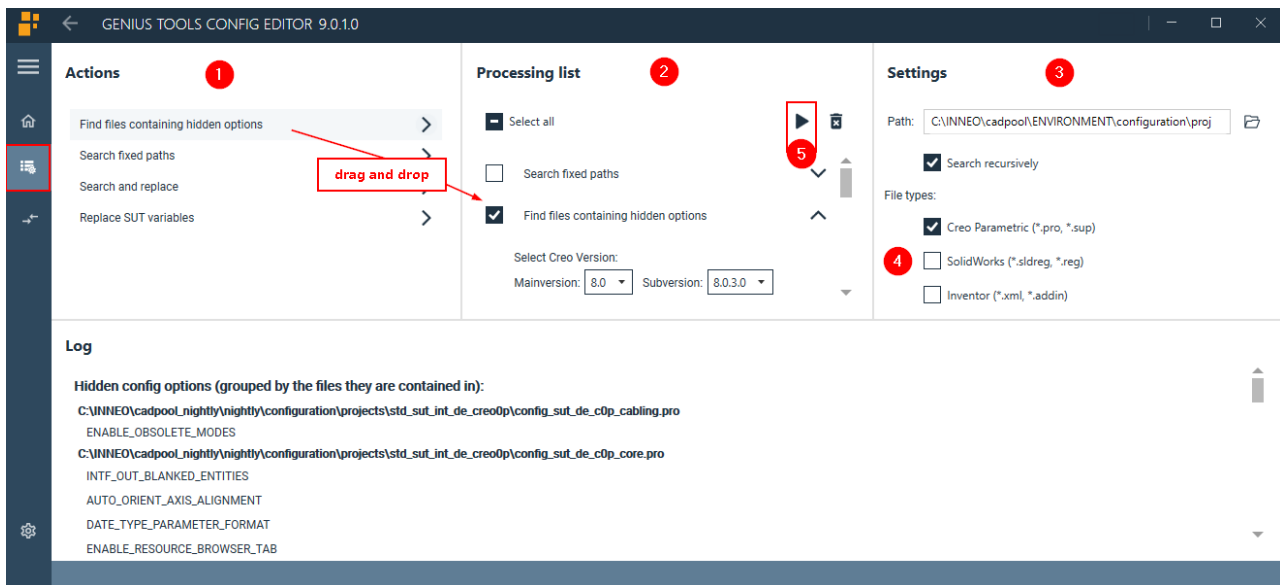 GENIUS TOOLS CONFIG EDITOR 9.0.1.0
Actions
1
Find files containing hidden options
Search fixed paths
Search and replace
Replace SUT variables
drag and drop
Processing list
2
Select all
5
Search fixed paths
Find files containing hidden options
Select Creo Version:
Mainversion: 8.0 Subversion: 8.0.3.0
Settings
3
Path: C:\INNEO\cadpool\ENVIRONMENT\configuration\proj
Search recursively
File types:
Creo Parametric (*.pro, *.sup)
4
SolidWorks (*.sldreg, *.reg)
Inventor (*.xml, *.addin)
Log
Hidden config options (grouped by the files they are contained in):
C:\INNEO\cadpool_nightly\nightly\configuration\projects\std_sut_int_de_creo0p\config_sut_de_c0p_cabling.pro
ENABLE_OBSOLETE_MODES
C:\INNEO\cadpool_nightly\nightly\configuration\projects\std_sut_int_de_creo0p\config_sut_de_c0p_core.pro
INTF_OUT_BLANKED_ENTITIES
AUTO_ORIENT_AXIS_ALIGNMENT
DATE_TYPE_PARAMETER_FORMAT
ENABLE_RESOURCE_BROWSER_TAB